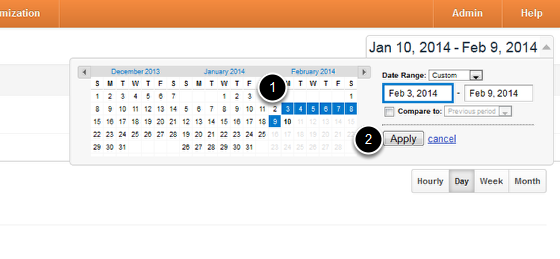 mization Admin Help
Jan 10, 2014 - Feb 9, 2014
December 2013 January 2014 February 2014
S M T W T F S S M T W T F S S M T W T F S
1 2 3 4 5 6 7 1 2 3 4 1
8 9 10 11 12 13 14 5 6 7 8 9 10 11 2 3 4 5 6 7 8
15 16 17 18 19 20 21 12 13 14 15 16 17 18 9 10
22 23 24 25 26 27 28 19 20 21 22 23 24 25
29 30 31 26 27 28 29 30 31
1
Date Range: Custom
Feb 3, 2014 - Feb 9, 2014
Compare to: Previous period
2
Apply cancel
Hourly Day Week Month